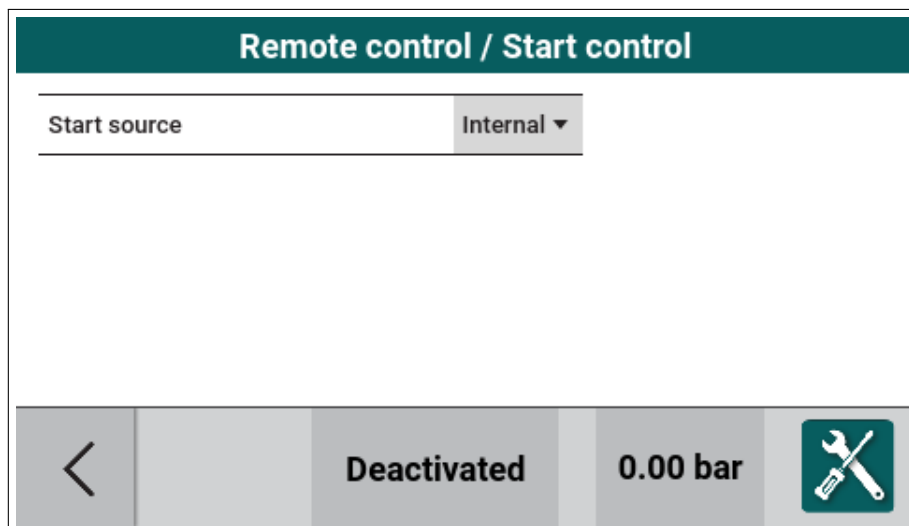 Remote control / Start control
Start source Internal
Deactivated 0.00 bar